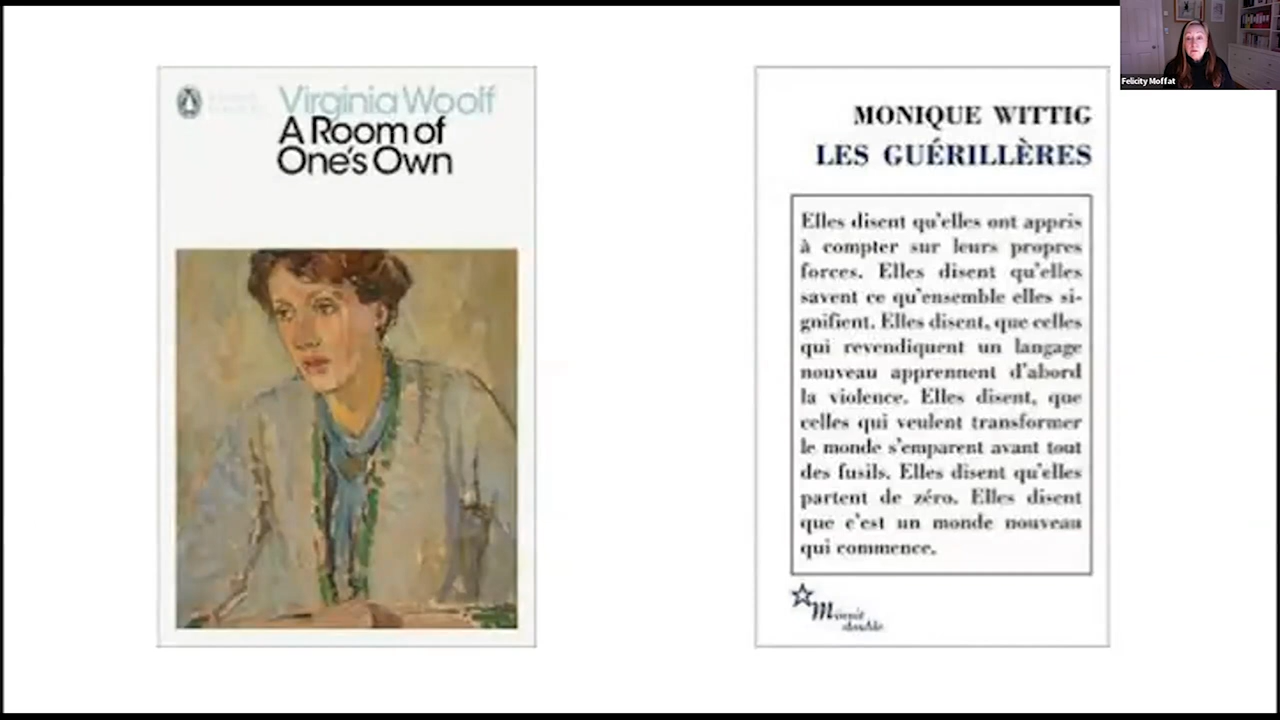 Virginia Woolf
A Room of
One's Own
MONIQUE WITTIG
LES GUÉRILLÈRES
Elles disent qu'elles ont appris
à compter sur leurs propres
forces. Elles disent qu'elles
savent ce qu'ensemble elles si-
gnifient. Elles disent, que celles
qui revendiquent un langage
nouveau apprennent d'abord
la violence. Elles disent, que
celles qui veulent transformer
le monde s'emparent avant tout
des fusils. Elles disent qu'elles
partent de zéro. Elles disent
que c'est un monde nouveau
qui commence.
Minuit
double
Felicity Moffat